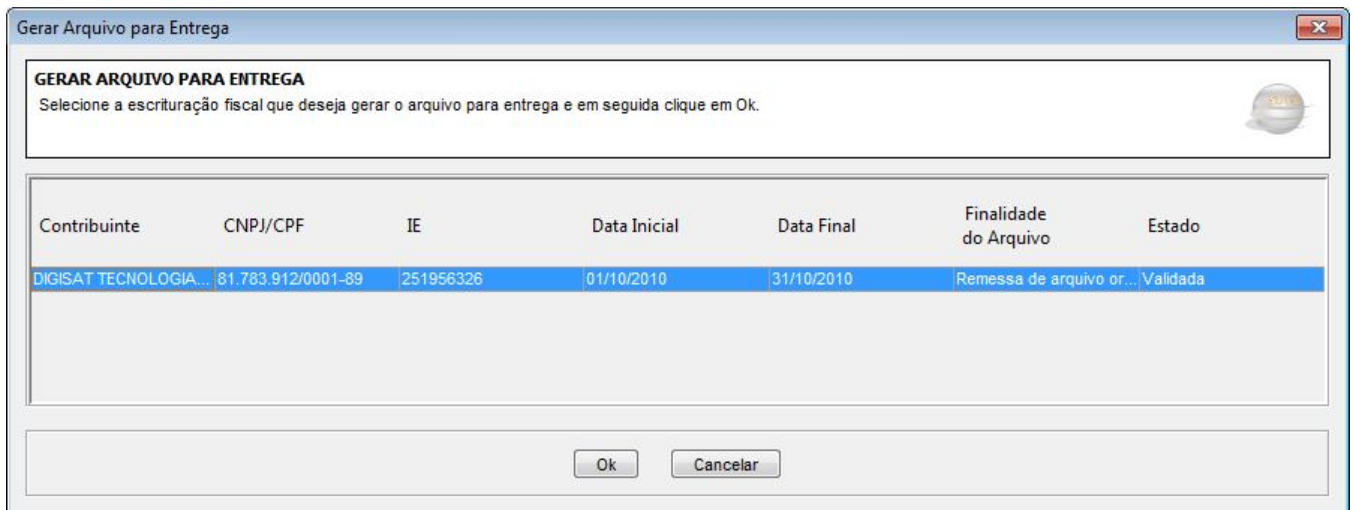 Gerar Arquivo para Entrega
GERAR ARQUIVO PARA ENTREGA
Selecione a escrituração fiscal que deseja gerar o arquivo para entrega e em seguida clique em Ok.
Contribuinte CNPJ/CPF IE Data Inicial Data Final Finalidade do Arquivo Estado
DIGISAT TECNOLOGIA... 81.783.912/0001-89 251956326 01/10/2010 31/10/2010 Remessa de arquivo or... Validada
Ok Cancelar